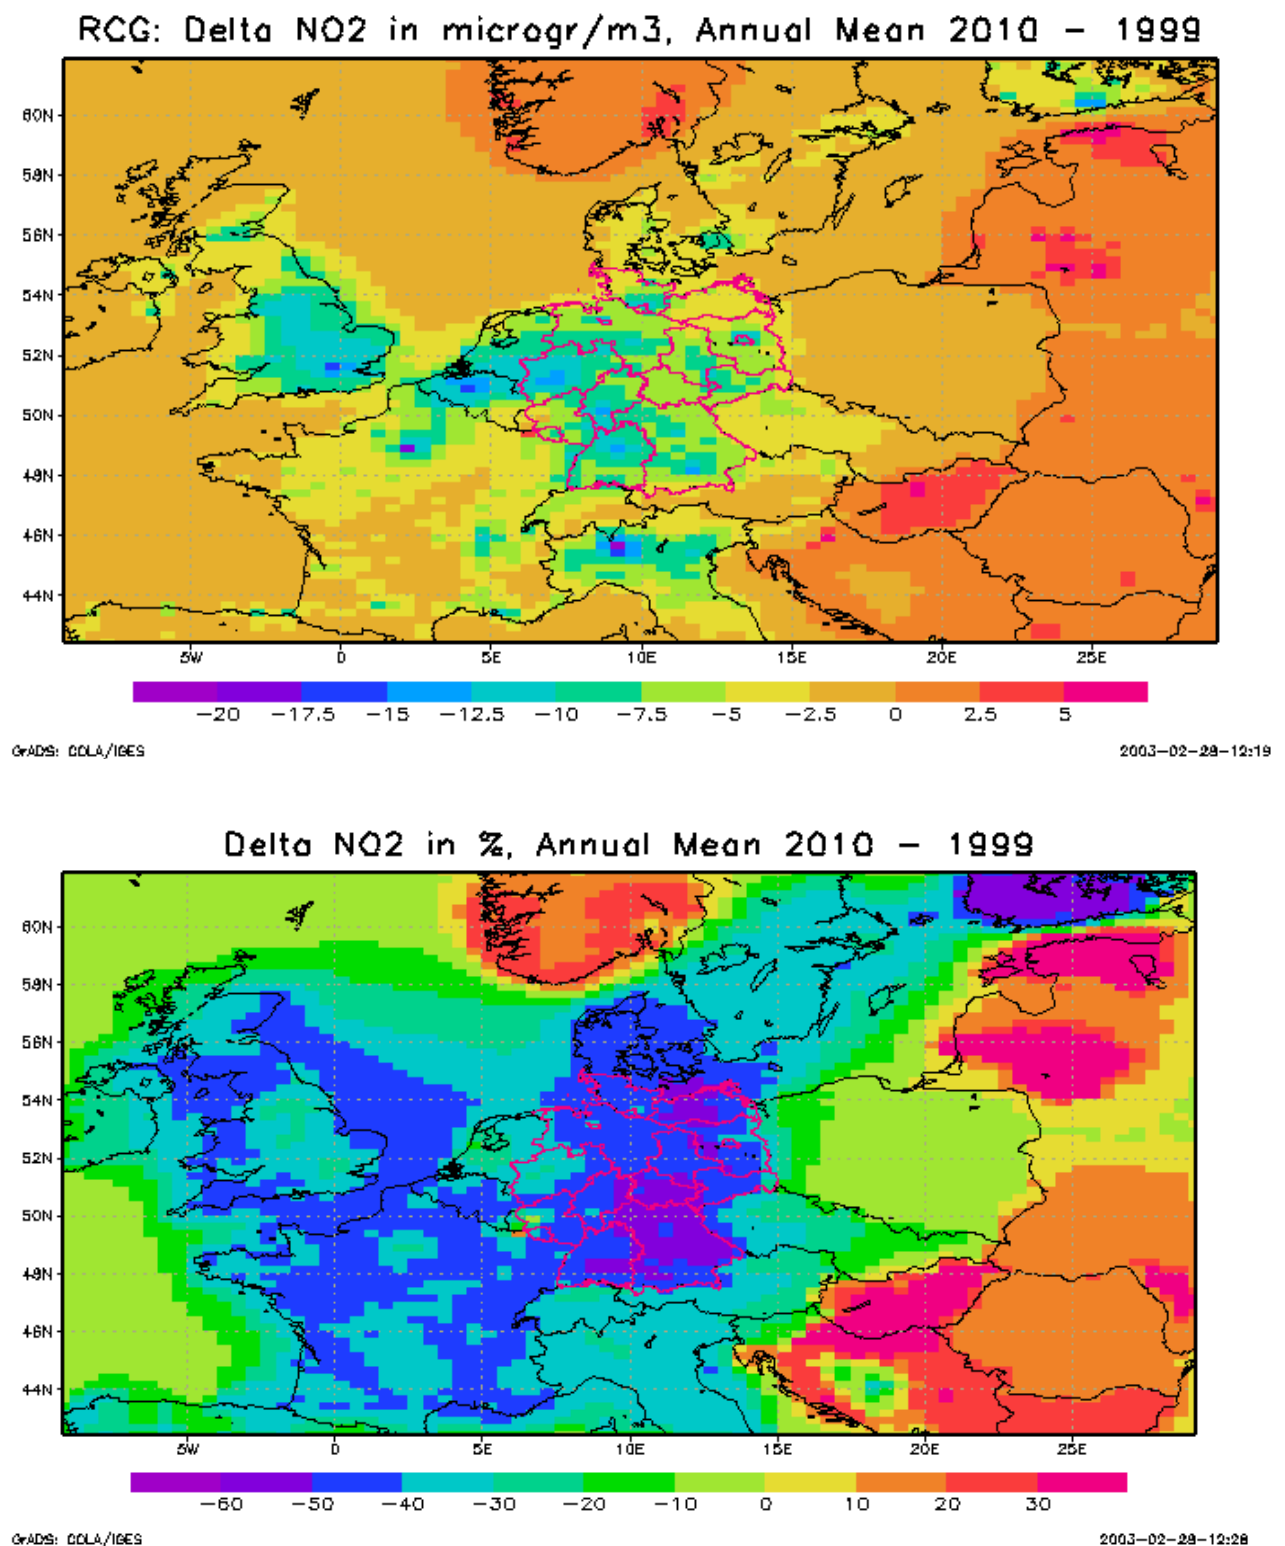 RCG: Delta NO2 in microgr/m3, Annual Mean 2010 - 1999
60N
58N
56N
54N
52N
50N
48N
46N
44N
5W 0 5E 10E 15E 20E 25E
-20 -17.5 -15 -12.5 -10 -7.5 -5 -2.5 0 2.5 5
GrADS: COLA/IGES 2003-02-28-12:19
Delta NO2 in %, Annual Mean 2010 - 1999
60N
58N
56N
54N
52N
50N
48N
46N
44N
5W 0 5E 10E 15E 20E 25E
-60 -50 -40 -30 -20 -10 0 10 20 30
GrADS: COLA/IGES 2003-02-28-12:28